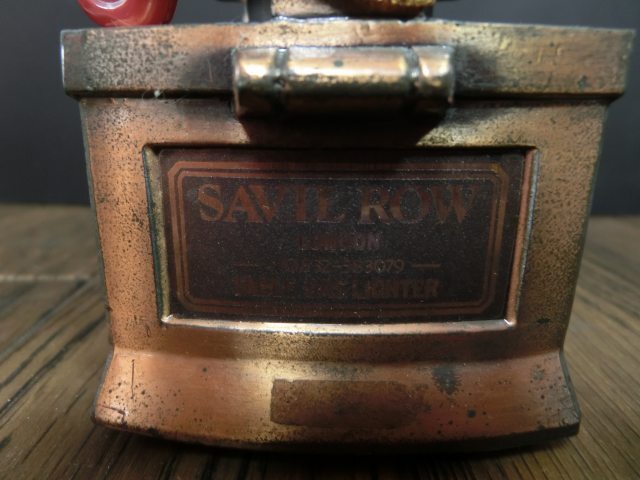 SAVIL ROW
LONDON
TABLE GAS LIGHTER